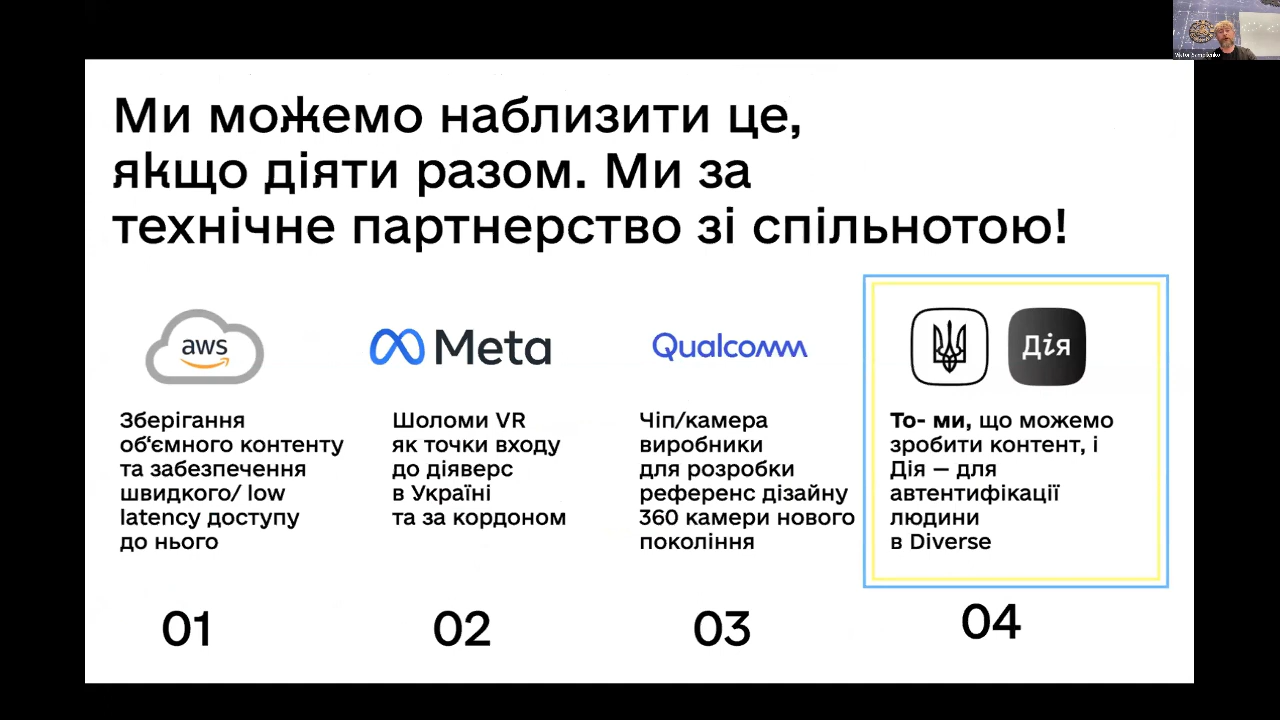 Ми можемо наблизити це,
якщо діяти разом. Ми за
технічне партнерство зі спільнотою!
aws
Meta
Qualcomm
Дія
Зберігання
об‘ємного контенту
та забезпечення
швидкого/ low
latency доступу
до нього
Шоломи VR
як точки входу
до діяверс
в Україні
та за кордоном
Чіп/камера
виробники
для розробки
референс дізайну
360 камери нового
покоління
То- ми, що можемо
зробити контент, і
Дія — для
автентифікації
людини
в Diverse
01
02
03
04